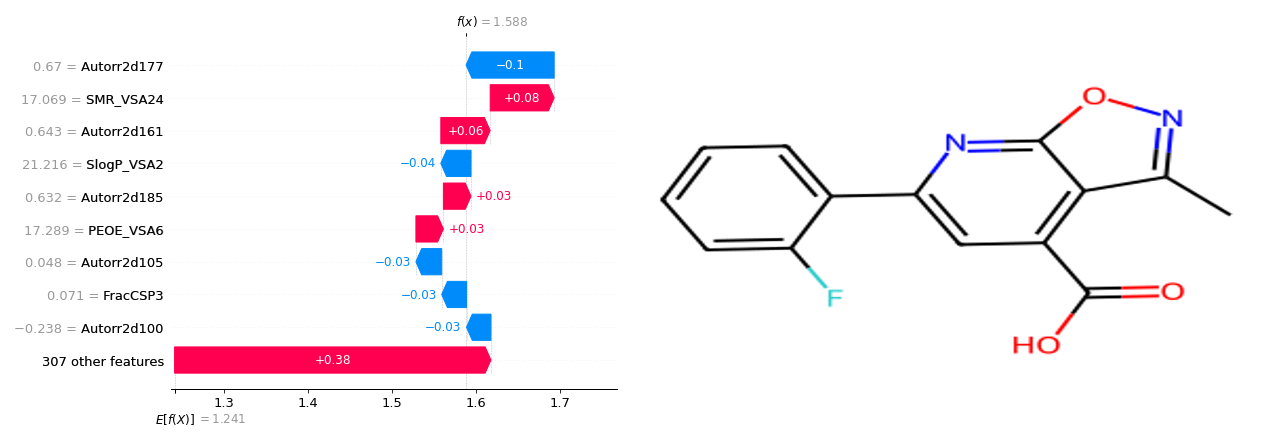 f(x) = 1.588
0.67 = Autorr2d177
−0.1
17.069 = SMR_VSA24
+0.08
0.643 = Autorr2d161
+0.06
21.216 = SlogP_VSA2
−0.04
0.632 = Autorr2d185
+0.03
17.289 = PEOE_VSA6
+0.03
0.048 = Autorr2d105
−0.03
0.071 = FracCSP3
−0.03
−0.238 = Autorr2d100
−0.03
307 other features
+0.38
1.3 1.4 1.5 1.6 1.7
E[f(X)] = 1.241
O
N
N
F
O
HO